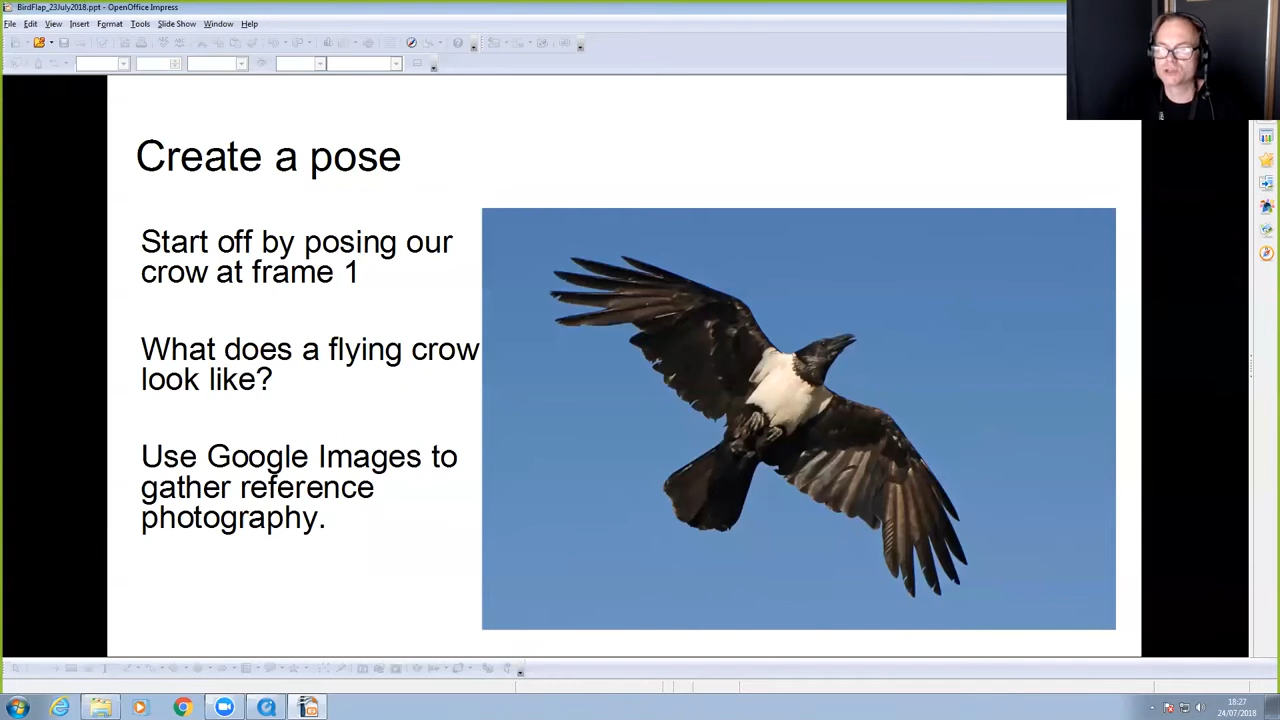 BirdFlap_23July2018.ppt - OpenOffice Impress
File Edit View Insert Format Tools Slide Show Window Help
Create a pose
Start off by posing our
crow at frame 1
What does a flying crow
look like?
Use Google Images to
gather reference
photography.
18:27
24/07/2018